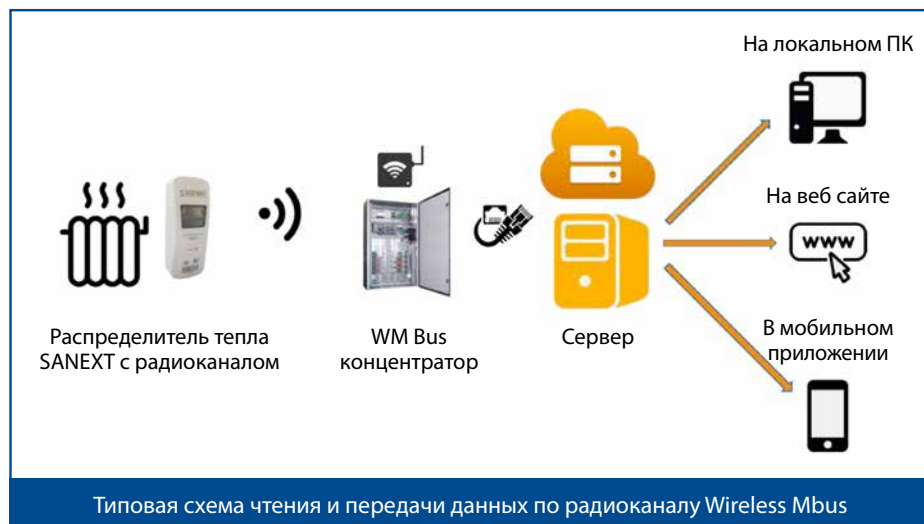 На локальном ПК
На веб сайте
www
SANEXT
Распределитель тепла
SANEXT с радиоканалом
WM Bus
концентратор
Сервер
В мобильном
приложении
Типовая схема чтения и передачи данных по радиоканалу Wireless Mbus